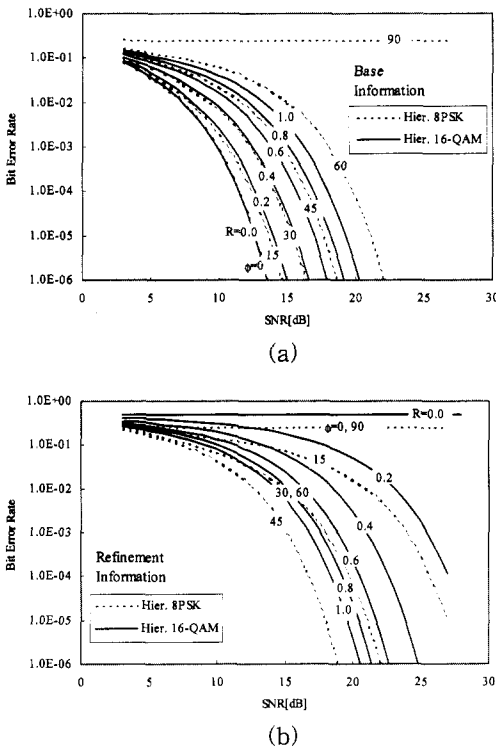 1.0E+00
1.0E-01
1.0E-02
1.0E-03
1.0E-04
1.0E-05
1.0E-06
Bit Error Rate
90
Base
Information
Hier. 8PSK
Hier. 16-QAM
1.0
0.8
0.6
60
0.4
45
0.2
30
R=0.0
15
ϕ=0
0 5 10 15 20 25 30
SNR[dB]
(a)
1.0E+00
1.0E-01
1.0E-02
1.0E-03
1.0E-04
1.0E-05
1.0E-06
Bit Error Rate
R=0.0
ϕ=0, 90
15
0.2
30, 60
45
0.4
Refinement
Information
Hier. 8PSK
Hier. 16-QAM
0.6
0.8
1.0
0 5 10 15 20 25 30
SNR[dB]
(b)